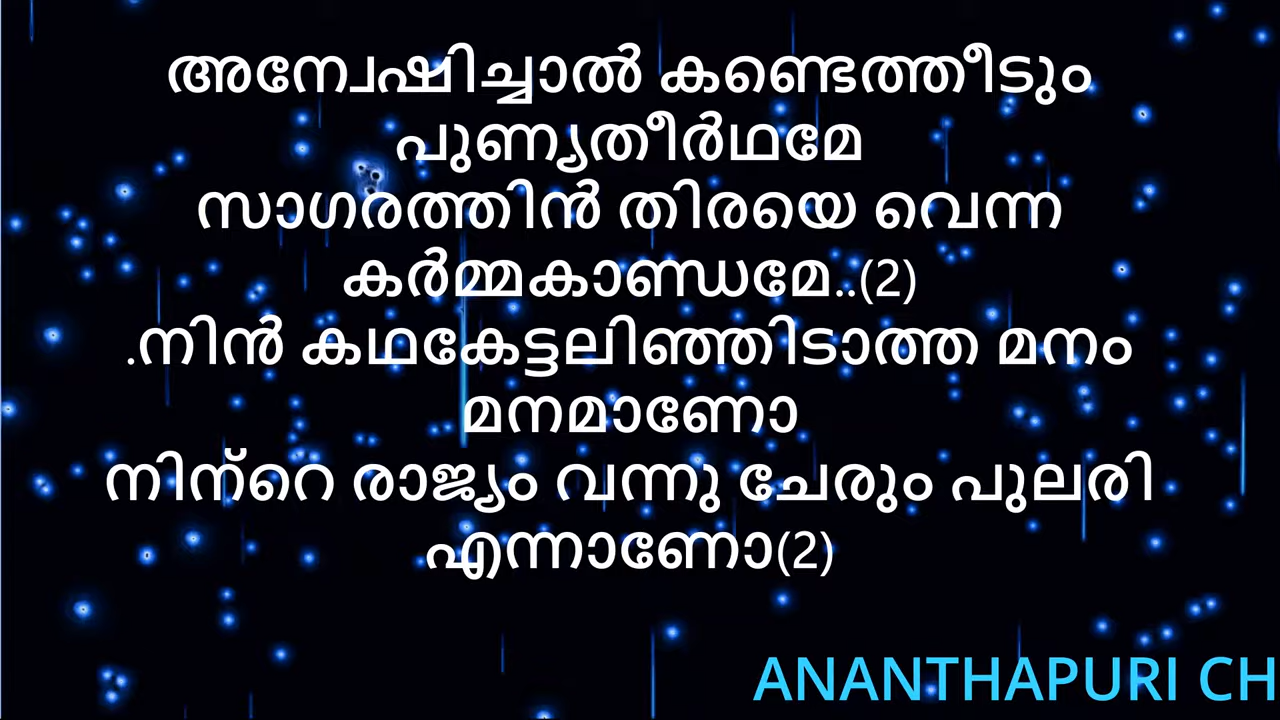 അന്വേഷിച്ചാൽ കണ്ടെത്തീടും
പുണ്യതീർഥമേ
സാഗരത്തിൻ തിരയെ വെന്ന
കർമ്മകാണ്ഡമേ..(2)
.നിൻ കഥകേട്ടലിഞ്ഞിടാത്ത മനം
മനമാണോ
നിന്റെ രാജ്യം വന്നു ചേരും പുലരി
എന്നാണോ(2)
ANANTHAPURI CH